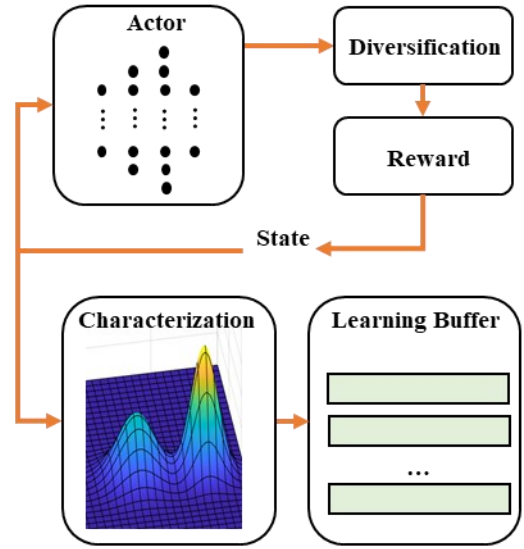 Actor
Diversification
Reward
State
Characterization
Learning Buffer
...